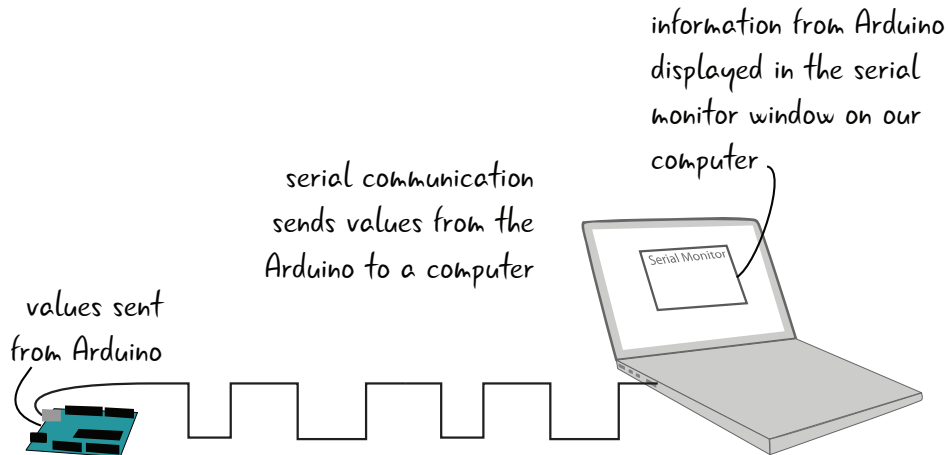 information from Arduino
displayed in the serial
monitor window on our
computer
serial communication
sends values from the
Arduino to a computer
Serial Monitor
values sent
from Arduino